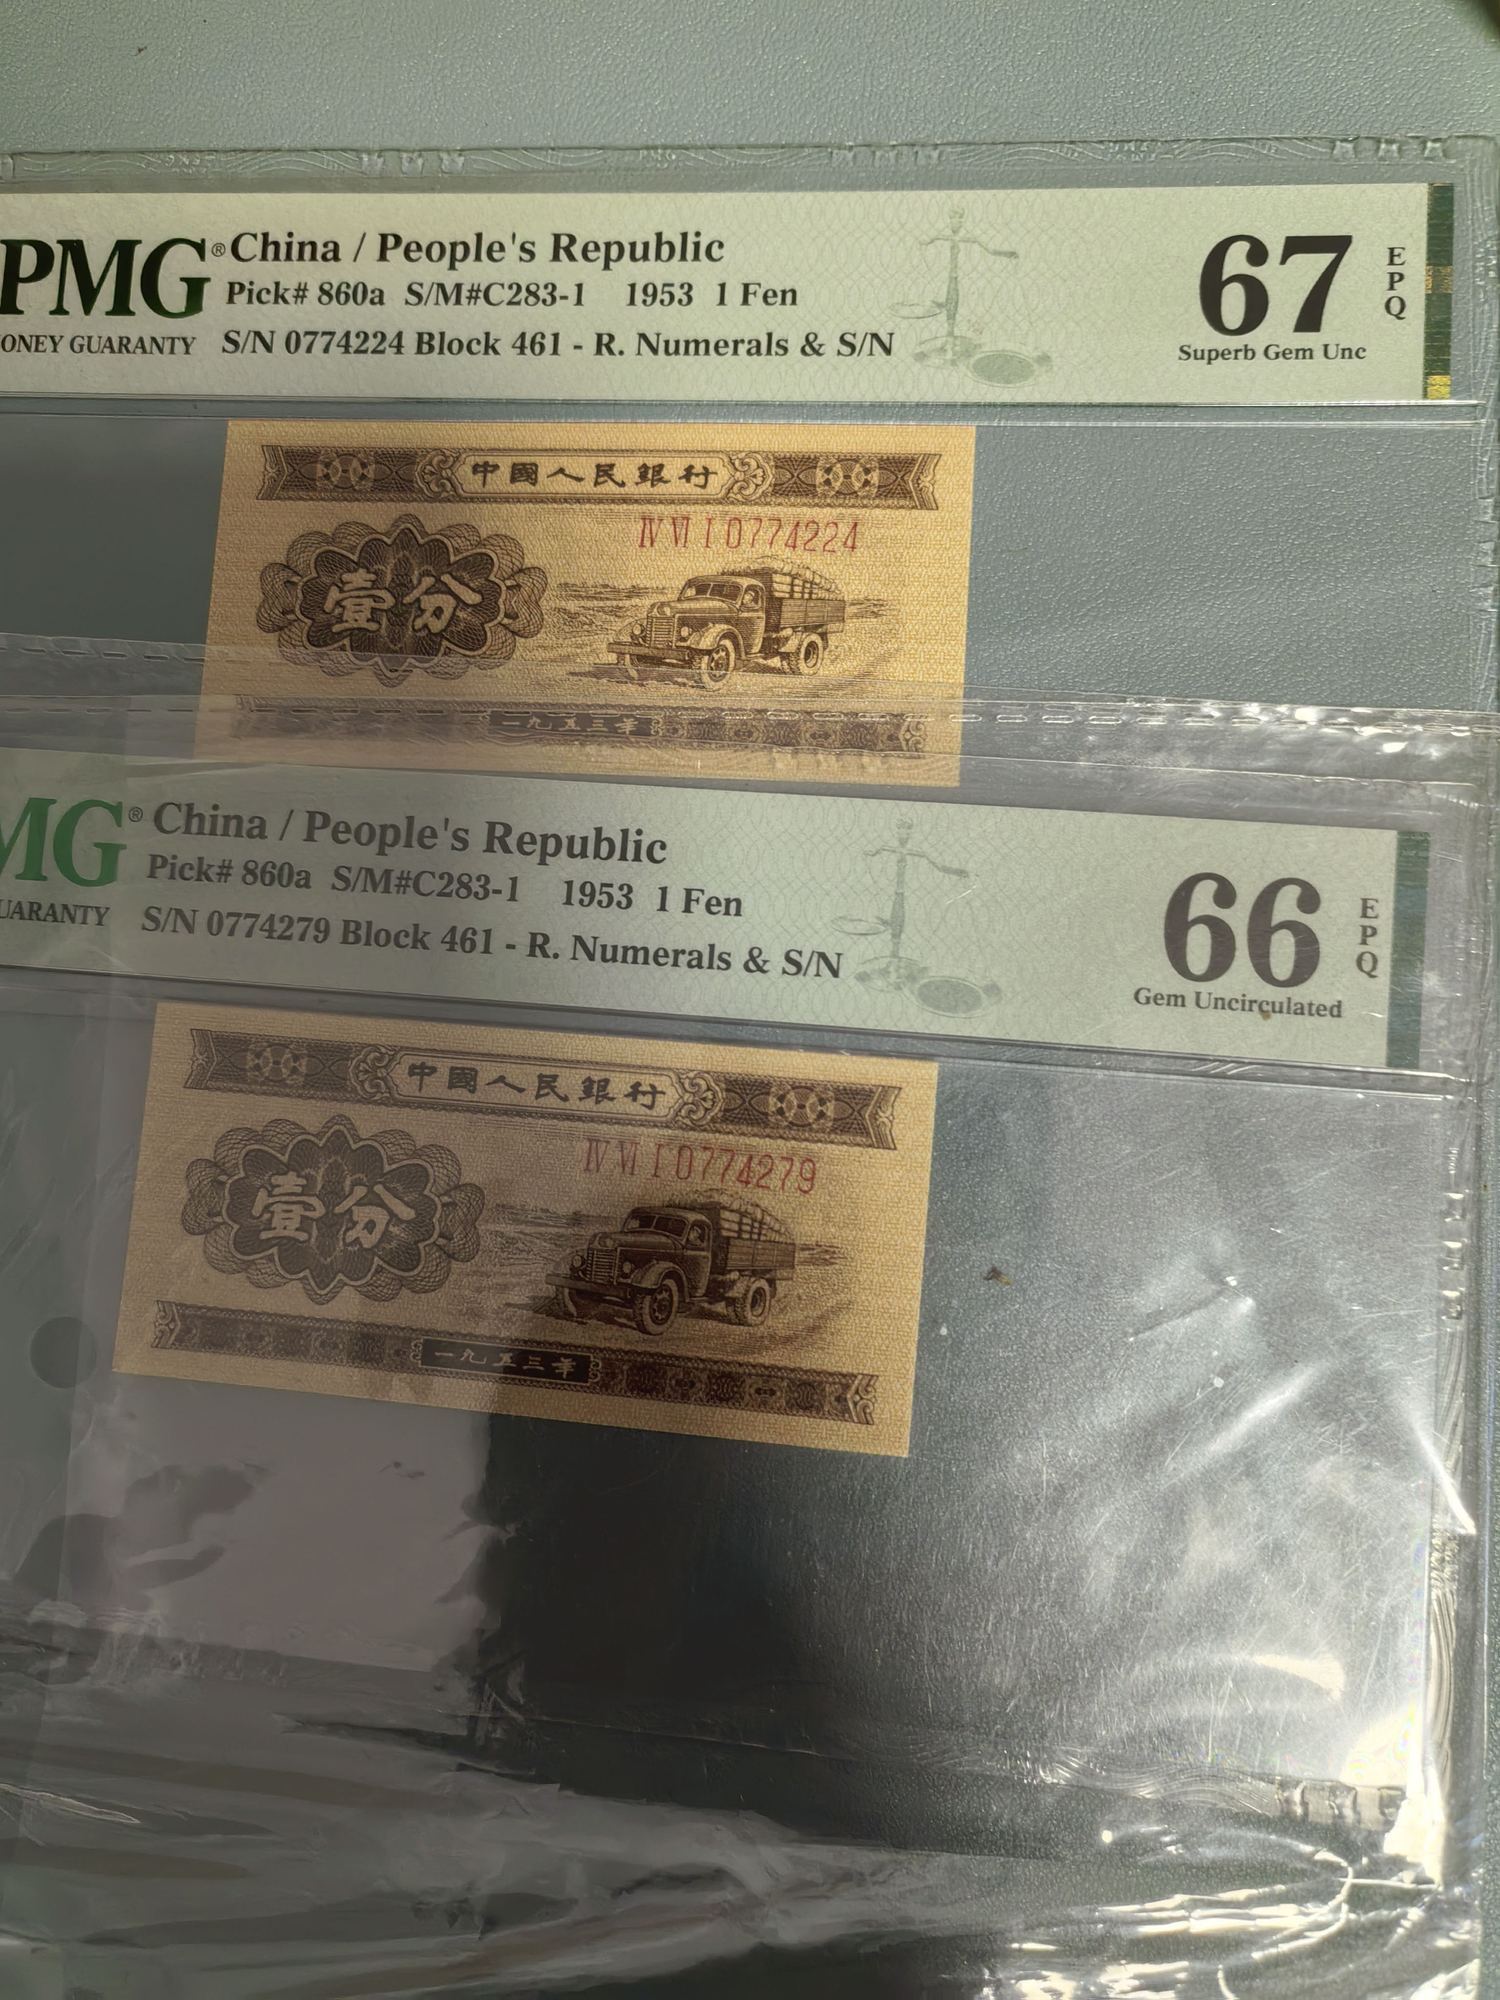 PMG® China / People's Republic
Pick# 860a S/M#C283-1 1953 1 Fen
ONEY GUARANTY S/N 0774224 Block 461 - R. Numerals & S/N
67 EPQ
Superb Gem Unc
中國人民銀行
IV VI I 0774224
壹分
一九五三年
MG® China / People's Republic
Pick# 860a S/M#C283-1 1953 1 Fen
UARANTY S/N 0774279 Block 461 - R. Numerals & S/N
66 EPQ
Gem Uncirculated
中國人民銀行
IV VI I 0774279
壹分
一九五三年